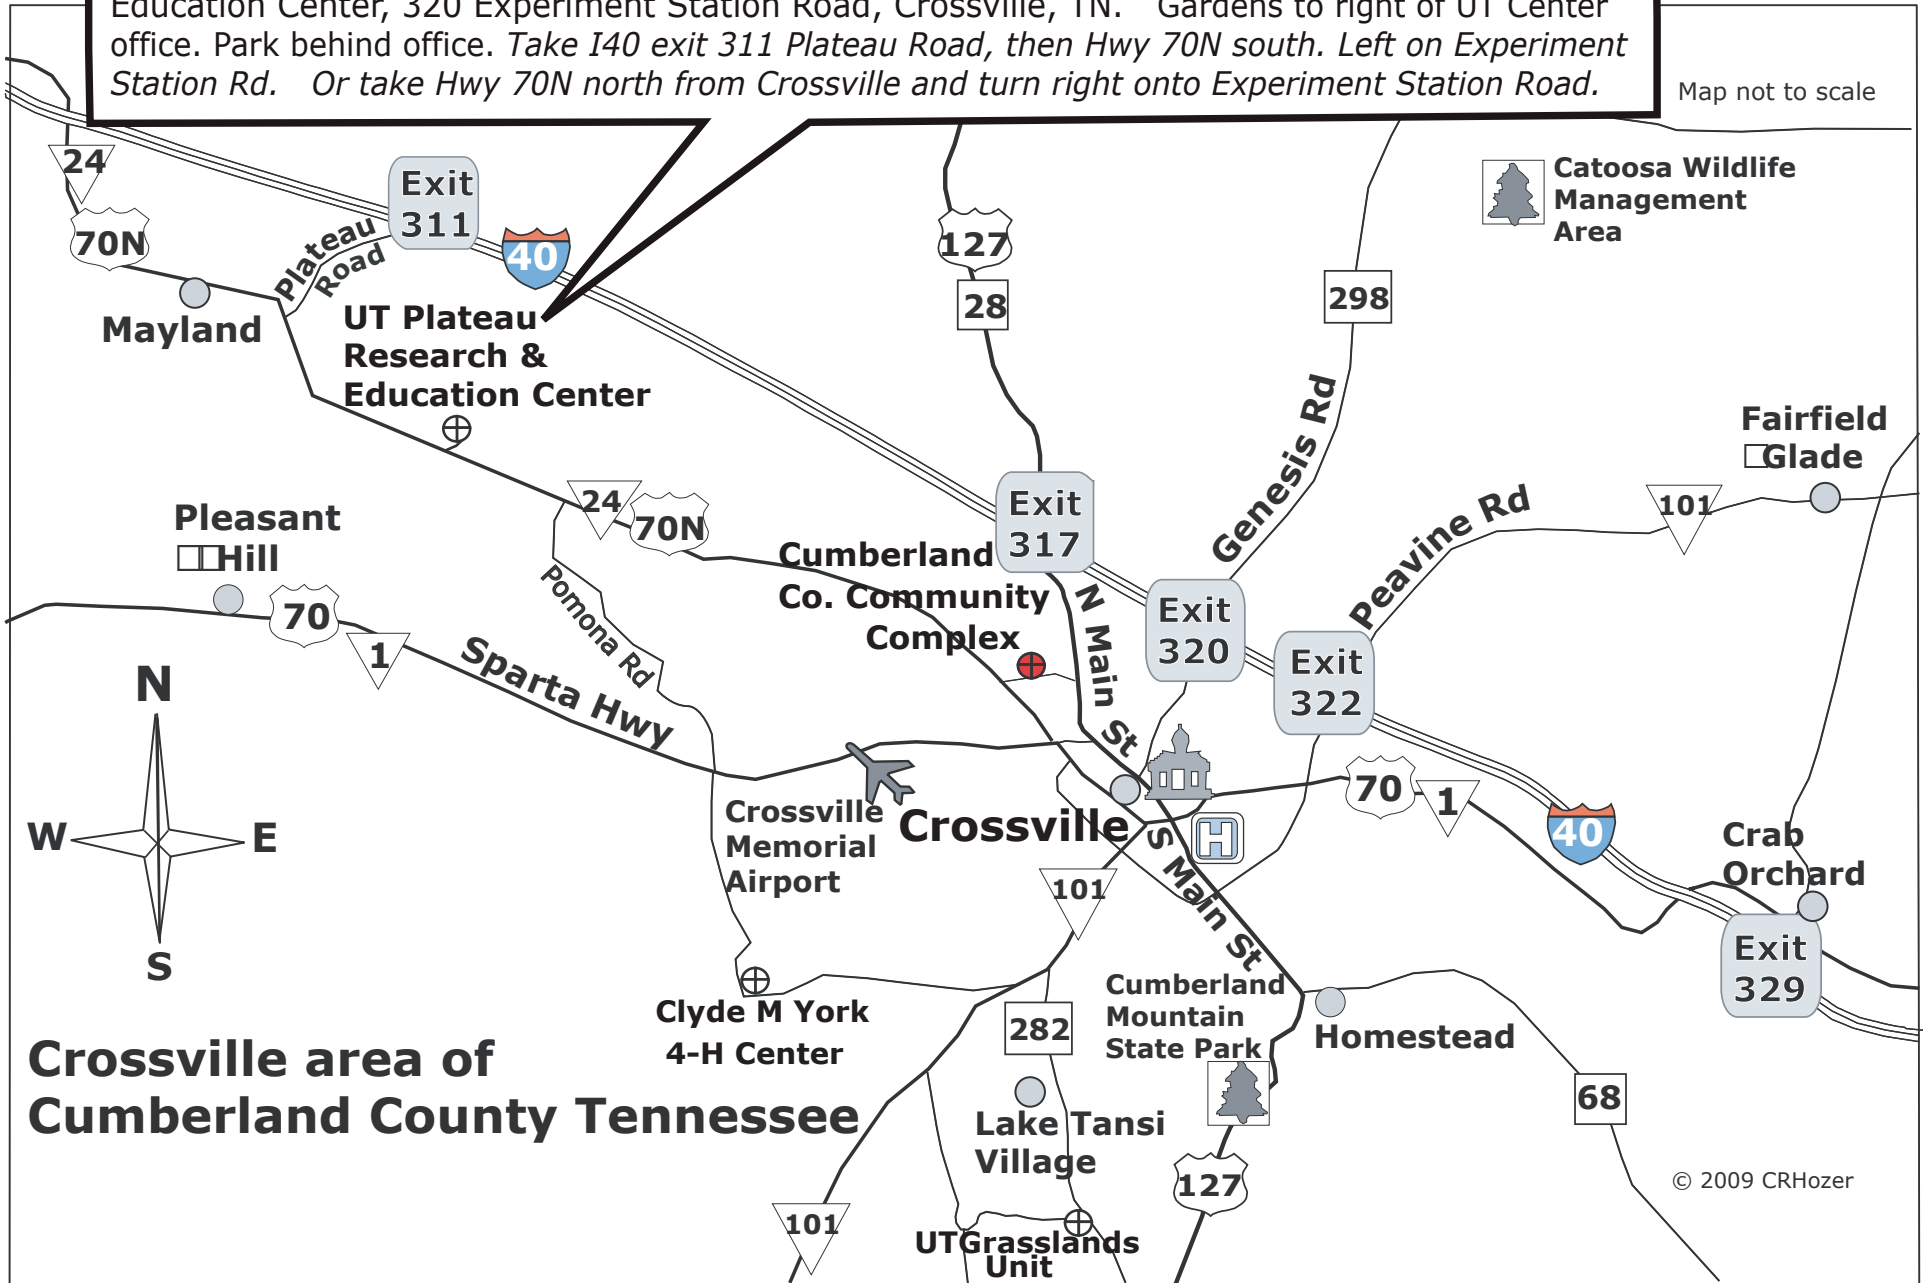 Education Center, 320 Experiment Station Road, Crossville, TN. Gardens to right of UT Center
office. Park behind office. Take I40 exit 311 Plateau Road, then Hwy 70N south. Left on Experiment
Station Rd. Or take Hwy 70N north from Crossville and turn right onto Experiment Station Road.
Map not to scale
24
Exit
311
Catoosa Wildlife
Management
Area
70N
Plateau
Road
40
127
28
298
Mayland
UT Plateau
Research &
Education Center
Genesis Rd
Fairfield
Glade
Pleasant
Hill
24
70N
Exit
317
Peavine Rd
101
Cumberland
Co. Community
Complex
Pomona Rd
70
1
Sparta Hwy
N Main St
Exit
320
Exit
322
N
W
E
S
70
1
40
Crossville
Memorial
Airport
Crossville
H
S Main St
101
Crab
Orchard
Exit
329
Clyde M York
4-H Center
282
Cumberland
Mountain
State Park
Homestead
Crossville area of
Cumberland County Tennessee
68
Lake Tansi
Village
127
© 2009 CRHozer
101
UTGrasslands
Unit